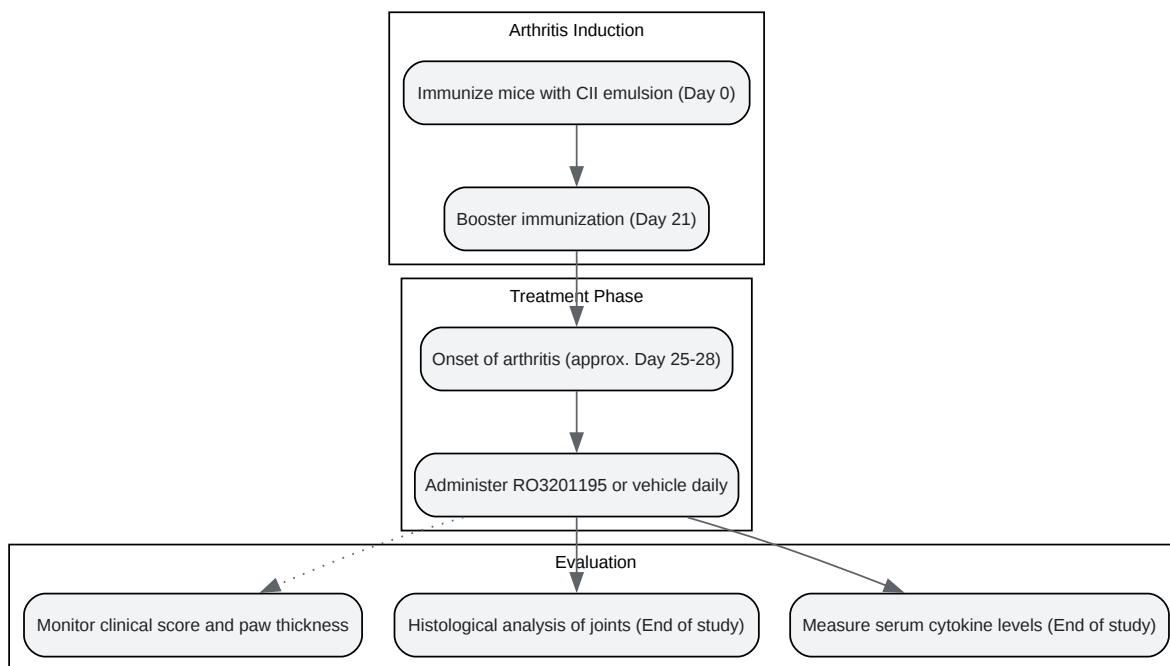 Arthritis Induction
Immunize mice with CII emulsion (Day 0)
Booster immunization (Day 21)
Treatment Phase
Onset of arthritis (approx. Day 25-28)
Administer RO3201195 or vehicle daily
Evaluation
Monitor clinical score and paw thickness
Histological analysis of joints (End of study)
Measure serum cytokine levels (End of study)